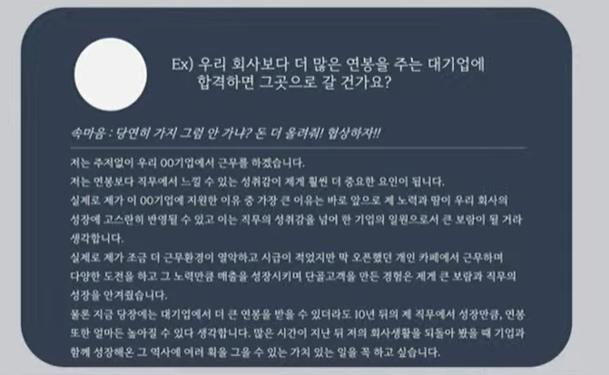 Ex) 우리 회사보다 더 많은 연봉을 주는 대기업에
합격하면 그곳으로 갈 건가요?
속마음 : 당연히 가지 그럼 안 가냐? 돈 더 올려줘! 협상하자!!
저는 주저없이 우리 OO기업에서 근무를 하겠습니다.
저는 연봉보다 직무에서 느낄 수 있는 성취감이 제게 훨씬 더 중요한 요인이 됩니다.
실제로 제가 이 OO기업에 지원한 이유 중 가장 큰 이유는 바로 앞으로 제 노력과 땀이 우리 회사의
성장에 고스란히 반영될 수 있고 이는 직무의 성취감을 넘어 한 기업의 일원으로서 큰 보람이 될 거라
생각합니다.
실제로 제가 조금 더 근무환경이 열악하고 시급이 적었지만 막 오픈했던 개인 카페에서 근무하며
다양한 도전을 하고 그 노력만큼 매출을 성장시키며 단골고객을 만든 경험은 제게 큰 보람과 직무의
성장을 안겨줬습니다.
물론 지금 당장에는 대기업에서 더 큰 연봉을 받을 수 있더라도 10년 뒤의 제 직무에서 성장만큼, 연봉
또한 얼마든 높아질 수 있다 생각합니다. 많은 시간이 지난 뒤 저의 회사생활을 되돌아 봤을 때 기업과
함께 성장해온 그 역사에 여러 획을 그을 수 있는 가치 있는 일을 꼭 하고 싶습니다.